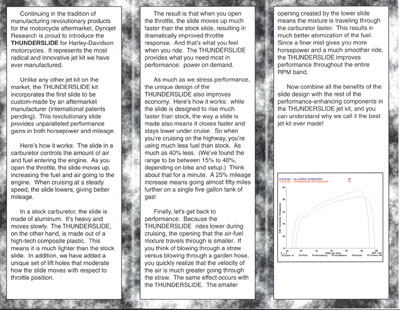 Continuing in the tradition of
manufacturing revolutionary products
for the motorcycle aftermarket, Dynojet
Research is proud to introduce the
THUNDERSLIDE for Harley-Davidson
motorcycles. It represents the most
radical and innovative jet kit we have
ever manufactured.
Unlike any other jet kit on the
market, the THUNDERSLIDE kit
incorporates the first slide to be
custom-made by an aftermarket
manufacturer (international patents
pending). This revolutionary slide
provides unparalleled performance
gains in both horsepower and mileage.
Here's how it works: The slide in a
carburetor controls the amount of air
and fuel entering the engine. As you
open the throttle, the slide moves up,
increasing the fuel and air going to the
engine. When cruising at a steady
speed, the slide lowers, giving better
mileage.
In a stock carburetor, the slide is
made of aluminum. It's heavy and
moves slowly. The THUNDERSLIDE,
on the other hand, is made out of a
high-tech composite plastic. This
means it is much lighter than the stock
slide. In addition, we have added a
unique set of lift holes that moderate
how the slide moves with respect to
throttle position.
The result is that when you open
the throttle, the slide moves up much
faster than the stock slide, resulting in
dramatically improved throttle
response. And that's what you feel
when you ride. The THUNDERSLIDE
provides what you need most in
performance: power on demand.
As much as we stress performance,
the unique design of the
THUNDERSLIDE also improves
economy. Here's how it works: while
the slide is designed to rise much
faster than stock, the way a slide is
made also means it closes faster and
stays lower under cruise. So when
you're cruising on the highway, you're
using much less fuel than stock. As
much as 40% less. (We've found the
range to be between 15% to 40%,
depending on bike and setup.) Think
about that for a minute. A 25% mileage
increase means going almost fifty miles
further on a single five gallon tank of
gas!
Finally, let's get back to
performance. Because the
THUNDERSLIDE rides lower during
cruising, the opening that the air-fuel
mixture travels through is smaller. If
you think of blowing through a straw
versus blowing through a garden hose,
you quickly realize that the velocity of
the air is much greater going through
the straw. The same effect occurs with
the THUNDERSLIDE. The smaller
opening created by the lower slide
means the mixture is traveling through
the carburetor faster. This results in
much better atomization of the fuel.
Since a finer mist gives you more
horsepower and a much smoother ride,
the THUNDERSLIDE improves
performance throughout the entire
RPM band.
Now combine all the benefits of the
slide design with the rest of the
performance-enhancing components in
the THUNDERSLIDE jet kit, and you
can understand why we call it the best
jet kit ever made!